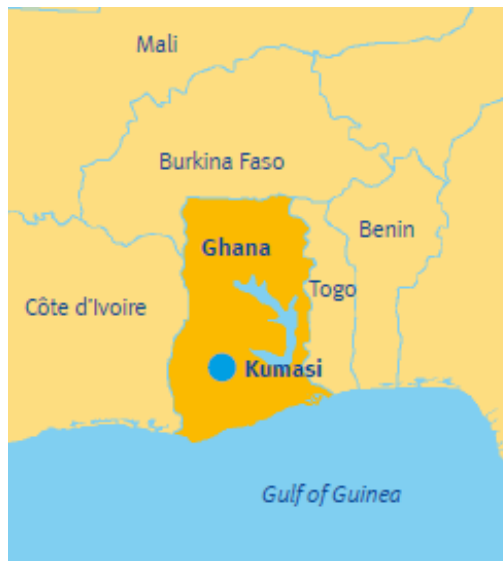 Mali
Burkina Faso
Benin
Ghana
Togo
Côte d'Ivoire
Kumasi
Gulf of Guinea